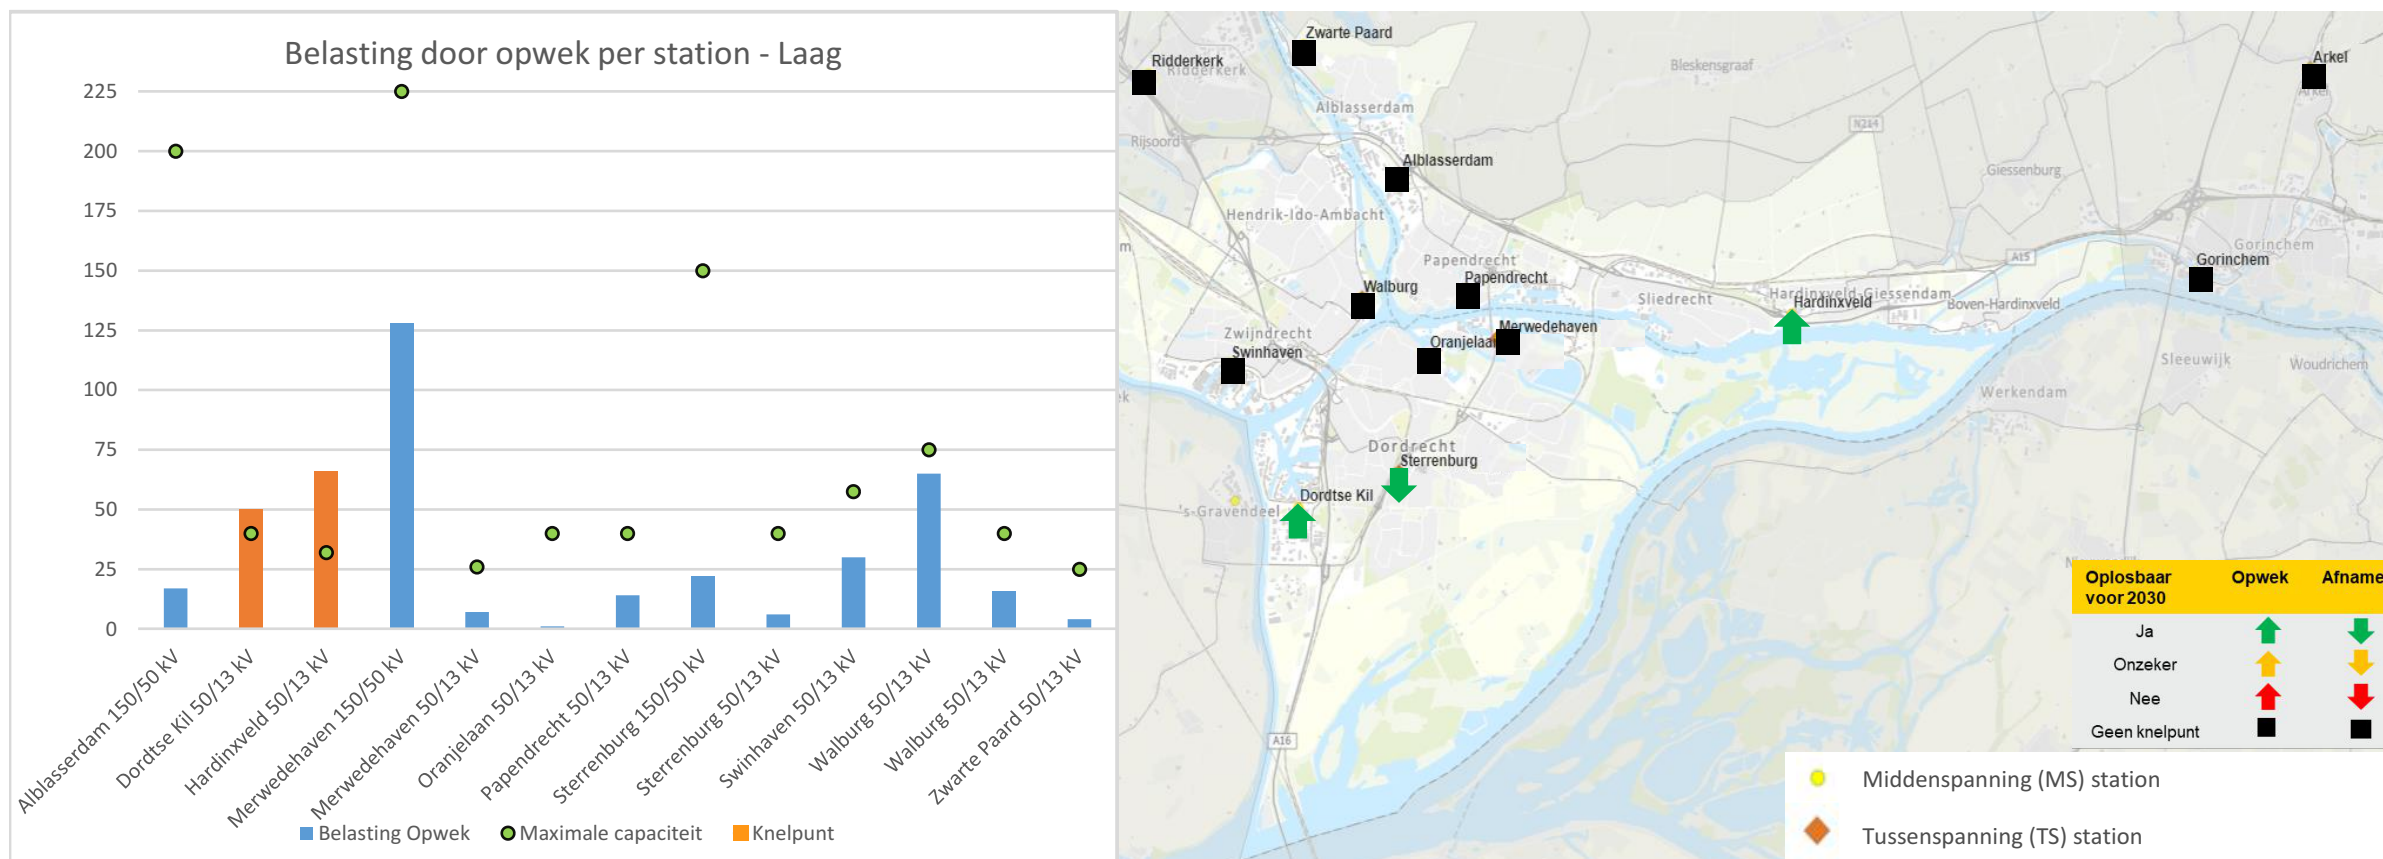 Belasting door opwek per station - Laag
225
200
175
150
125
100
75
50
25
0
Alblasserdam 150/50 kV
Dordtse Kil 50/13 kV
Hardinxveld 50/13 kV
Merwedehaven 150/50 kV
Merwedehaven 50/13 kV
Oranjelaan 50/13 kV
Papendrecht 50/13 kV
Sterrenburg 150/50 kV
Sterrenburg 50/13 kV
Swinhaven 50/13 kV
Walburg 50/13 kV
Walburg 50/13 kV
Zwarte Paard 50/13 kV
Belasting Opwek
Maximale capaciteit
Knelpunt
Zwarte Paard
Ridderkerk
Ridderkerk
Bleskensgraaf
Arkel
Arkel
Alblasserdam
Rijsoord
N214
Alblasserdam
Giessenburg
Hendrik-Ido-Ambacht
Gorinchem
Papendrecht
A15
Gorinchem
Papendrecht
Walburg
Sliedrecht
Hardinxveld-Giessendam
Hardinxveld
Boven-Hardinxveld
Zwijndrecht
Merwedehaven
Oranjelaan
Swinhaven
Sleeuwijk
Woudrichem
Werkendam
Dordrecht
Sterrenburg
Dordtse Kil
's-Gravendeel
A16
Oplosbaar voor 2030
Opwek
Afname
Ja
Onzeker
Nee
Geen knelpunt
Middenspanning (MS) station
Tussenspanning (TS) station